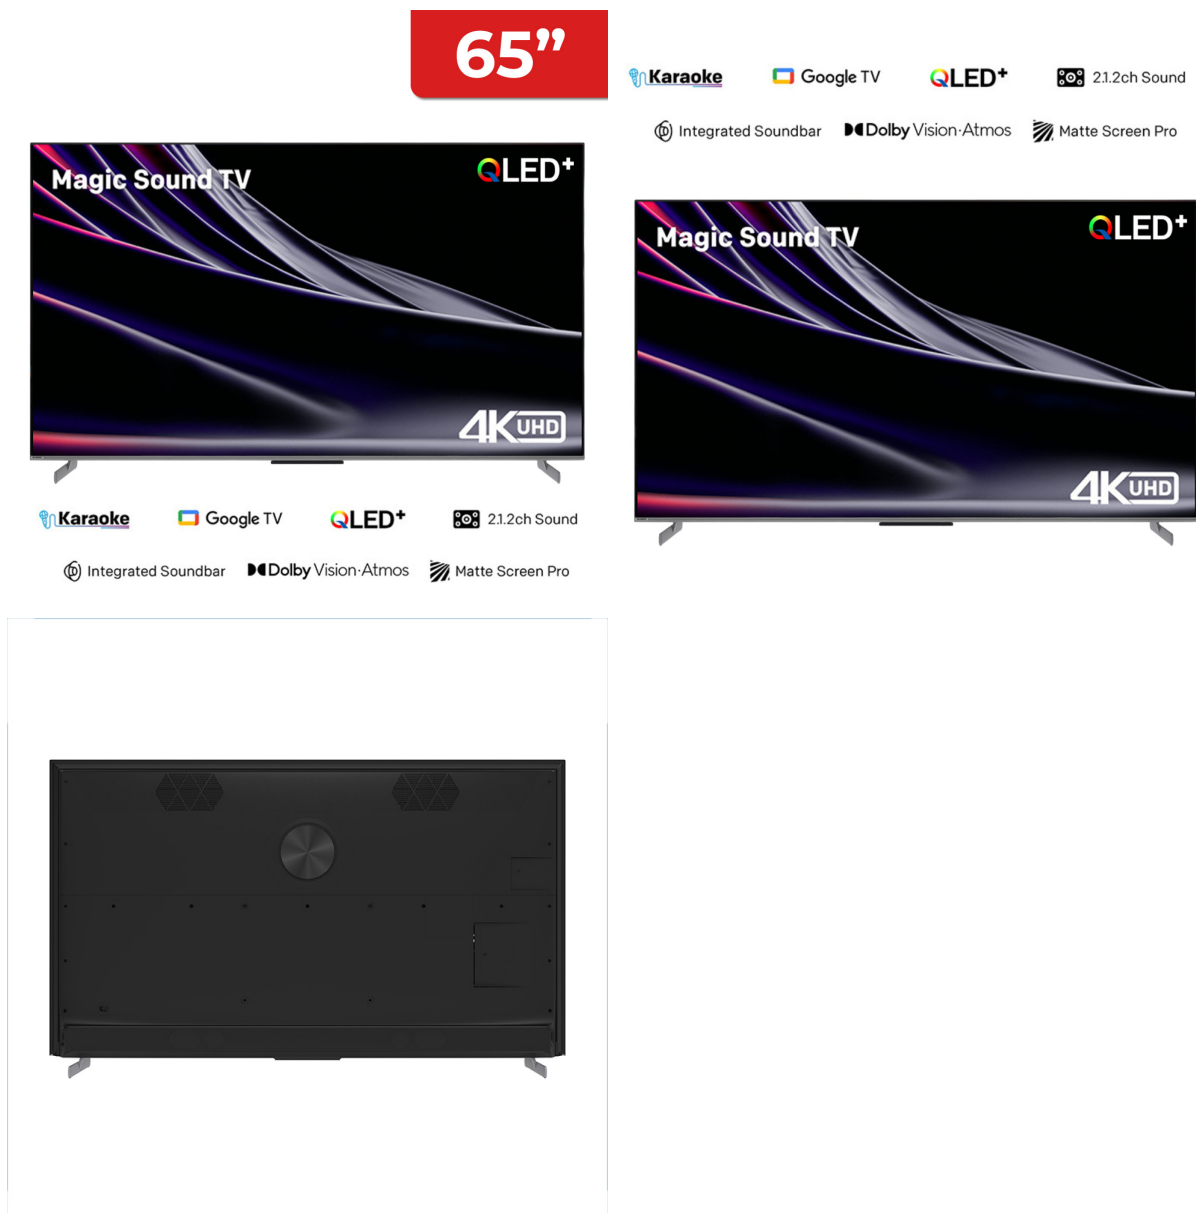 65”
Magic Sound TV
QLED+
4K UHD
Karaoke
Google TV
QLED+
2.1.2ch Sound
Integrated Soundbar
Dolby Vision·Atmos
Matte Screen Pro
Karaoke
Google TV
QLED+
2.1.2ch Sound
Integrated Soundbar
Dolby Vision·Atmos
Matte Screen Pro
Magic Sound TV
QLED+
4K UHD